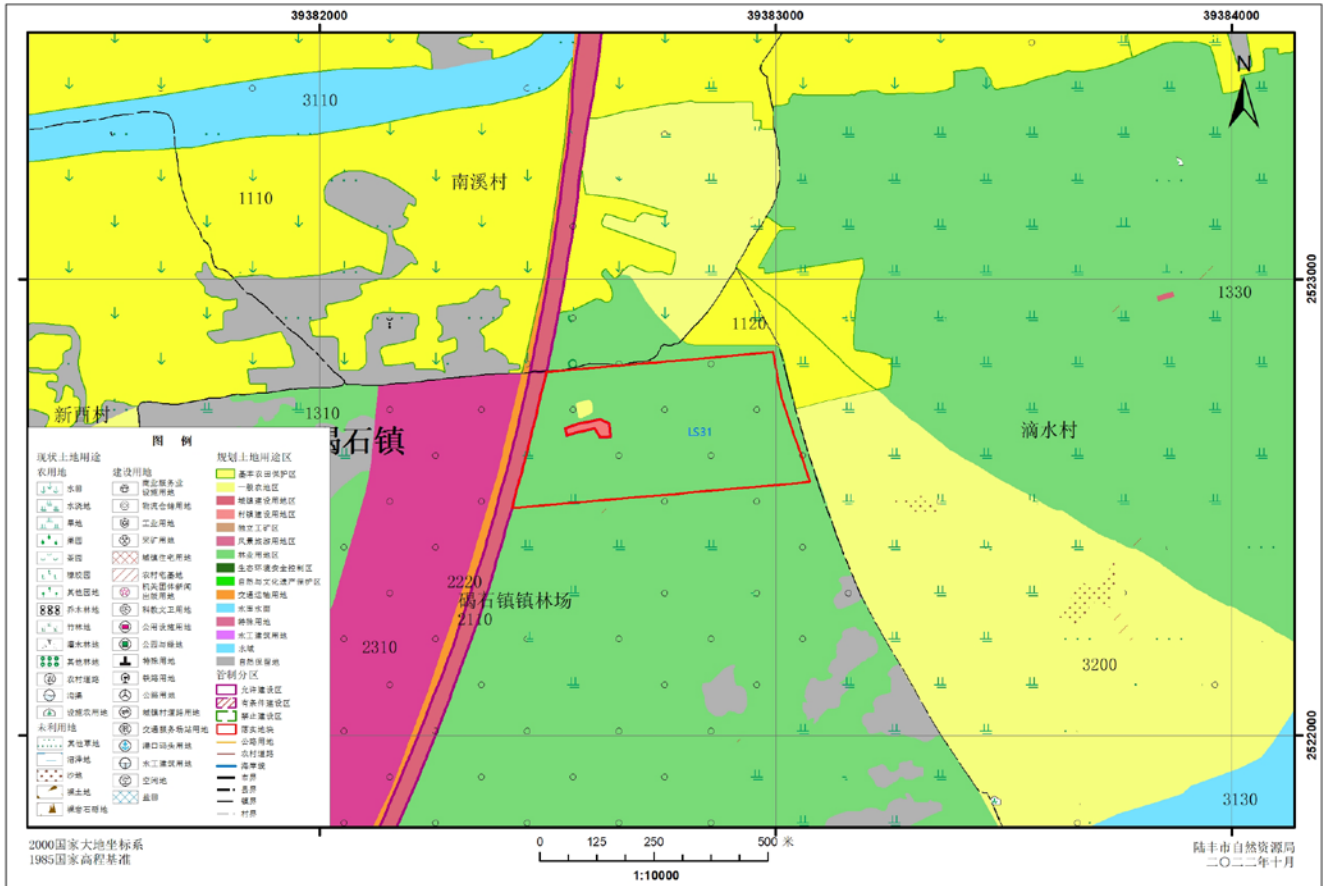 39382000
39383000
39384000
N
3110
南溪村
1110
2523000
1330
1120
新西村
1310
碣石镇
LS31
滴水村
图 例
现状土地用途
规划土地用途区
农用地
建设用地
水田
商业服务业
设施用地
基本农田保护区
水浇地
物流仓储用地
一般农地区
旱地
工业用地
城镇建设用地区
果园
采矿用地
村镇建设用地区
茶园
城镇住宅用地
独立工矿区
橡胶园
农村宅基地
风景旅游用地区
其他园地
机关团体新闻
出版用地
林业用地区
乔木林地
科教文卫用地
生态环境安全控制区
竹林地
公用设施用地
自然与文化遗产保护区
灌木林地
公园与绿地
交通运输用地
其他林地
特殊用地
水库水面
农村道路
铁路用地
特殊用地
沟渠
公路用地
水工建筑用地
设施农用地
城镇村道路用地
水域
未利用地
交通服务场站用地
自然保留地
其他草地
港口码头用地
管制分区
沼泽地
水工建筑用地
允许建设区
沙地
空闲地
有条件建设区
裸土地
盐田
禁止建设区
裸岩石砾地
落实地块
公路用地
农村道路
海岸线
市界
县界
镇界
村界
2220
碣石镇镇林场
2110
2310
3200
2522000
3130
2000国家大地坐标系
1985国家高程基准
0 125 250 500 米
1:10000
陆丰市自然资源局
二〇二二年十月